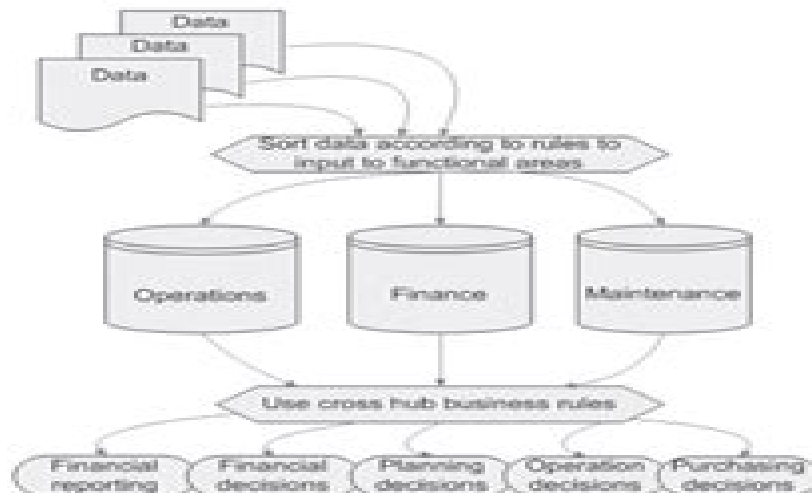 Data
Data
Data
Sort data according to rules to
input to functional areas
Operations
Finance
Maintenance
Use cross hub business rules
Financial
reporting
Financial
decisions
Planning
decisions
Operation
decisions
Purchasing
decisions